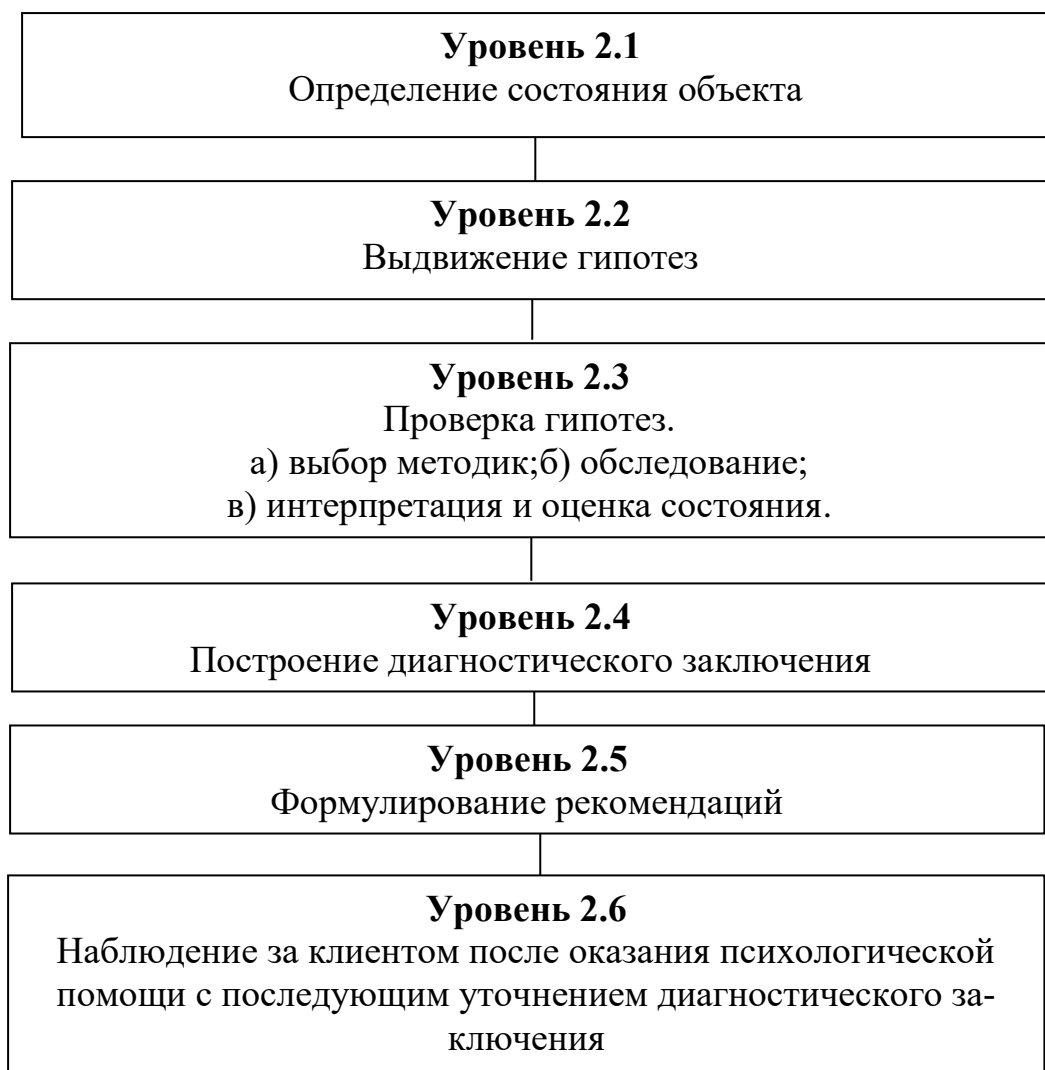 Уровень 2.1
Определение состояния объекта
Уровень 2.2
Выдвижение гипотез
Уровень 2.3
Проверка гипотез.
а) выбор методик;б) обследование;
в) интерпретация и оценка состояния.
Уровень 2.4
Построение диагностического заключения
Уровень 2.5
Формулирование рекомендаций
Уровень 2.6
Наблюдение за клиентом после оказания психологической
помощи с последующим уточнением диагностического за-
ключения